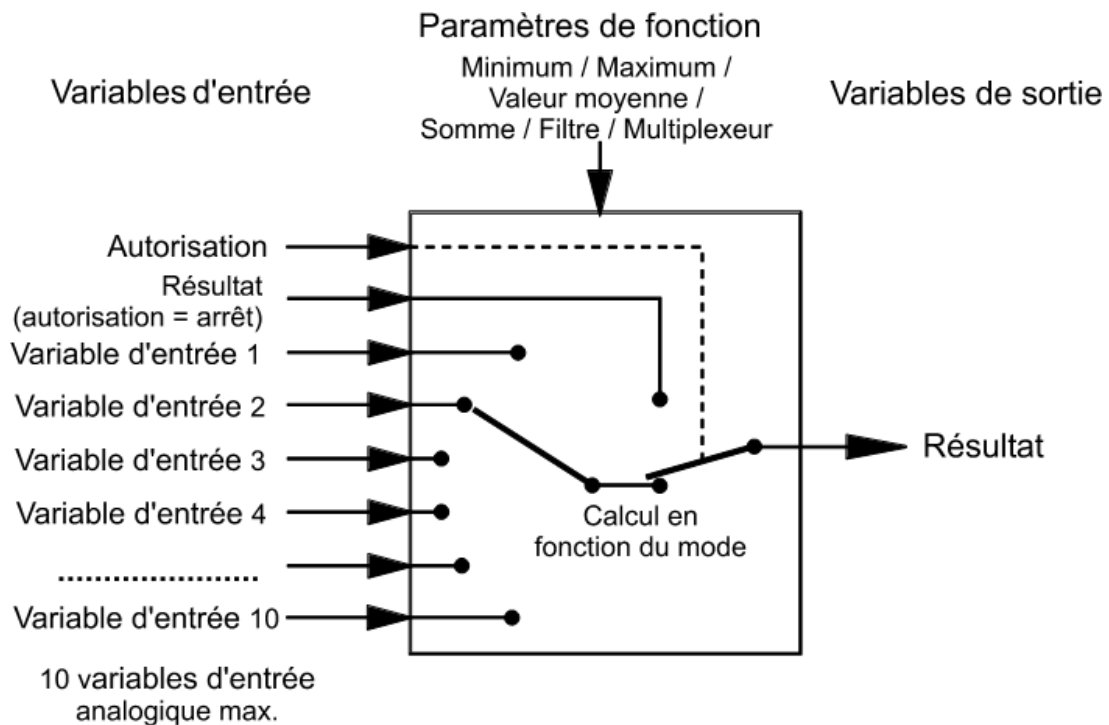 Paramètres de fonction
Minimum / Maximum /
Valeur moyenne /
Somme / Filtre / Multiplexeur
Variables d'entrée
Variables de sortie
Autorisation
Résultat
(autorisation = arrêt)
Variable d'entrée 1
Variable d'entrée 2
Variable d'entrée 3
Variable d'entrée 4
............................
Variable d'entrée 10
10 variables d'entrée
analogique max.
Calcul en
fonction du mode
Résultat